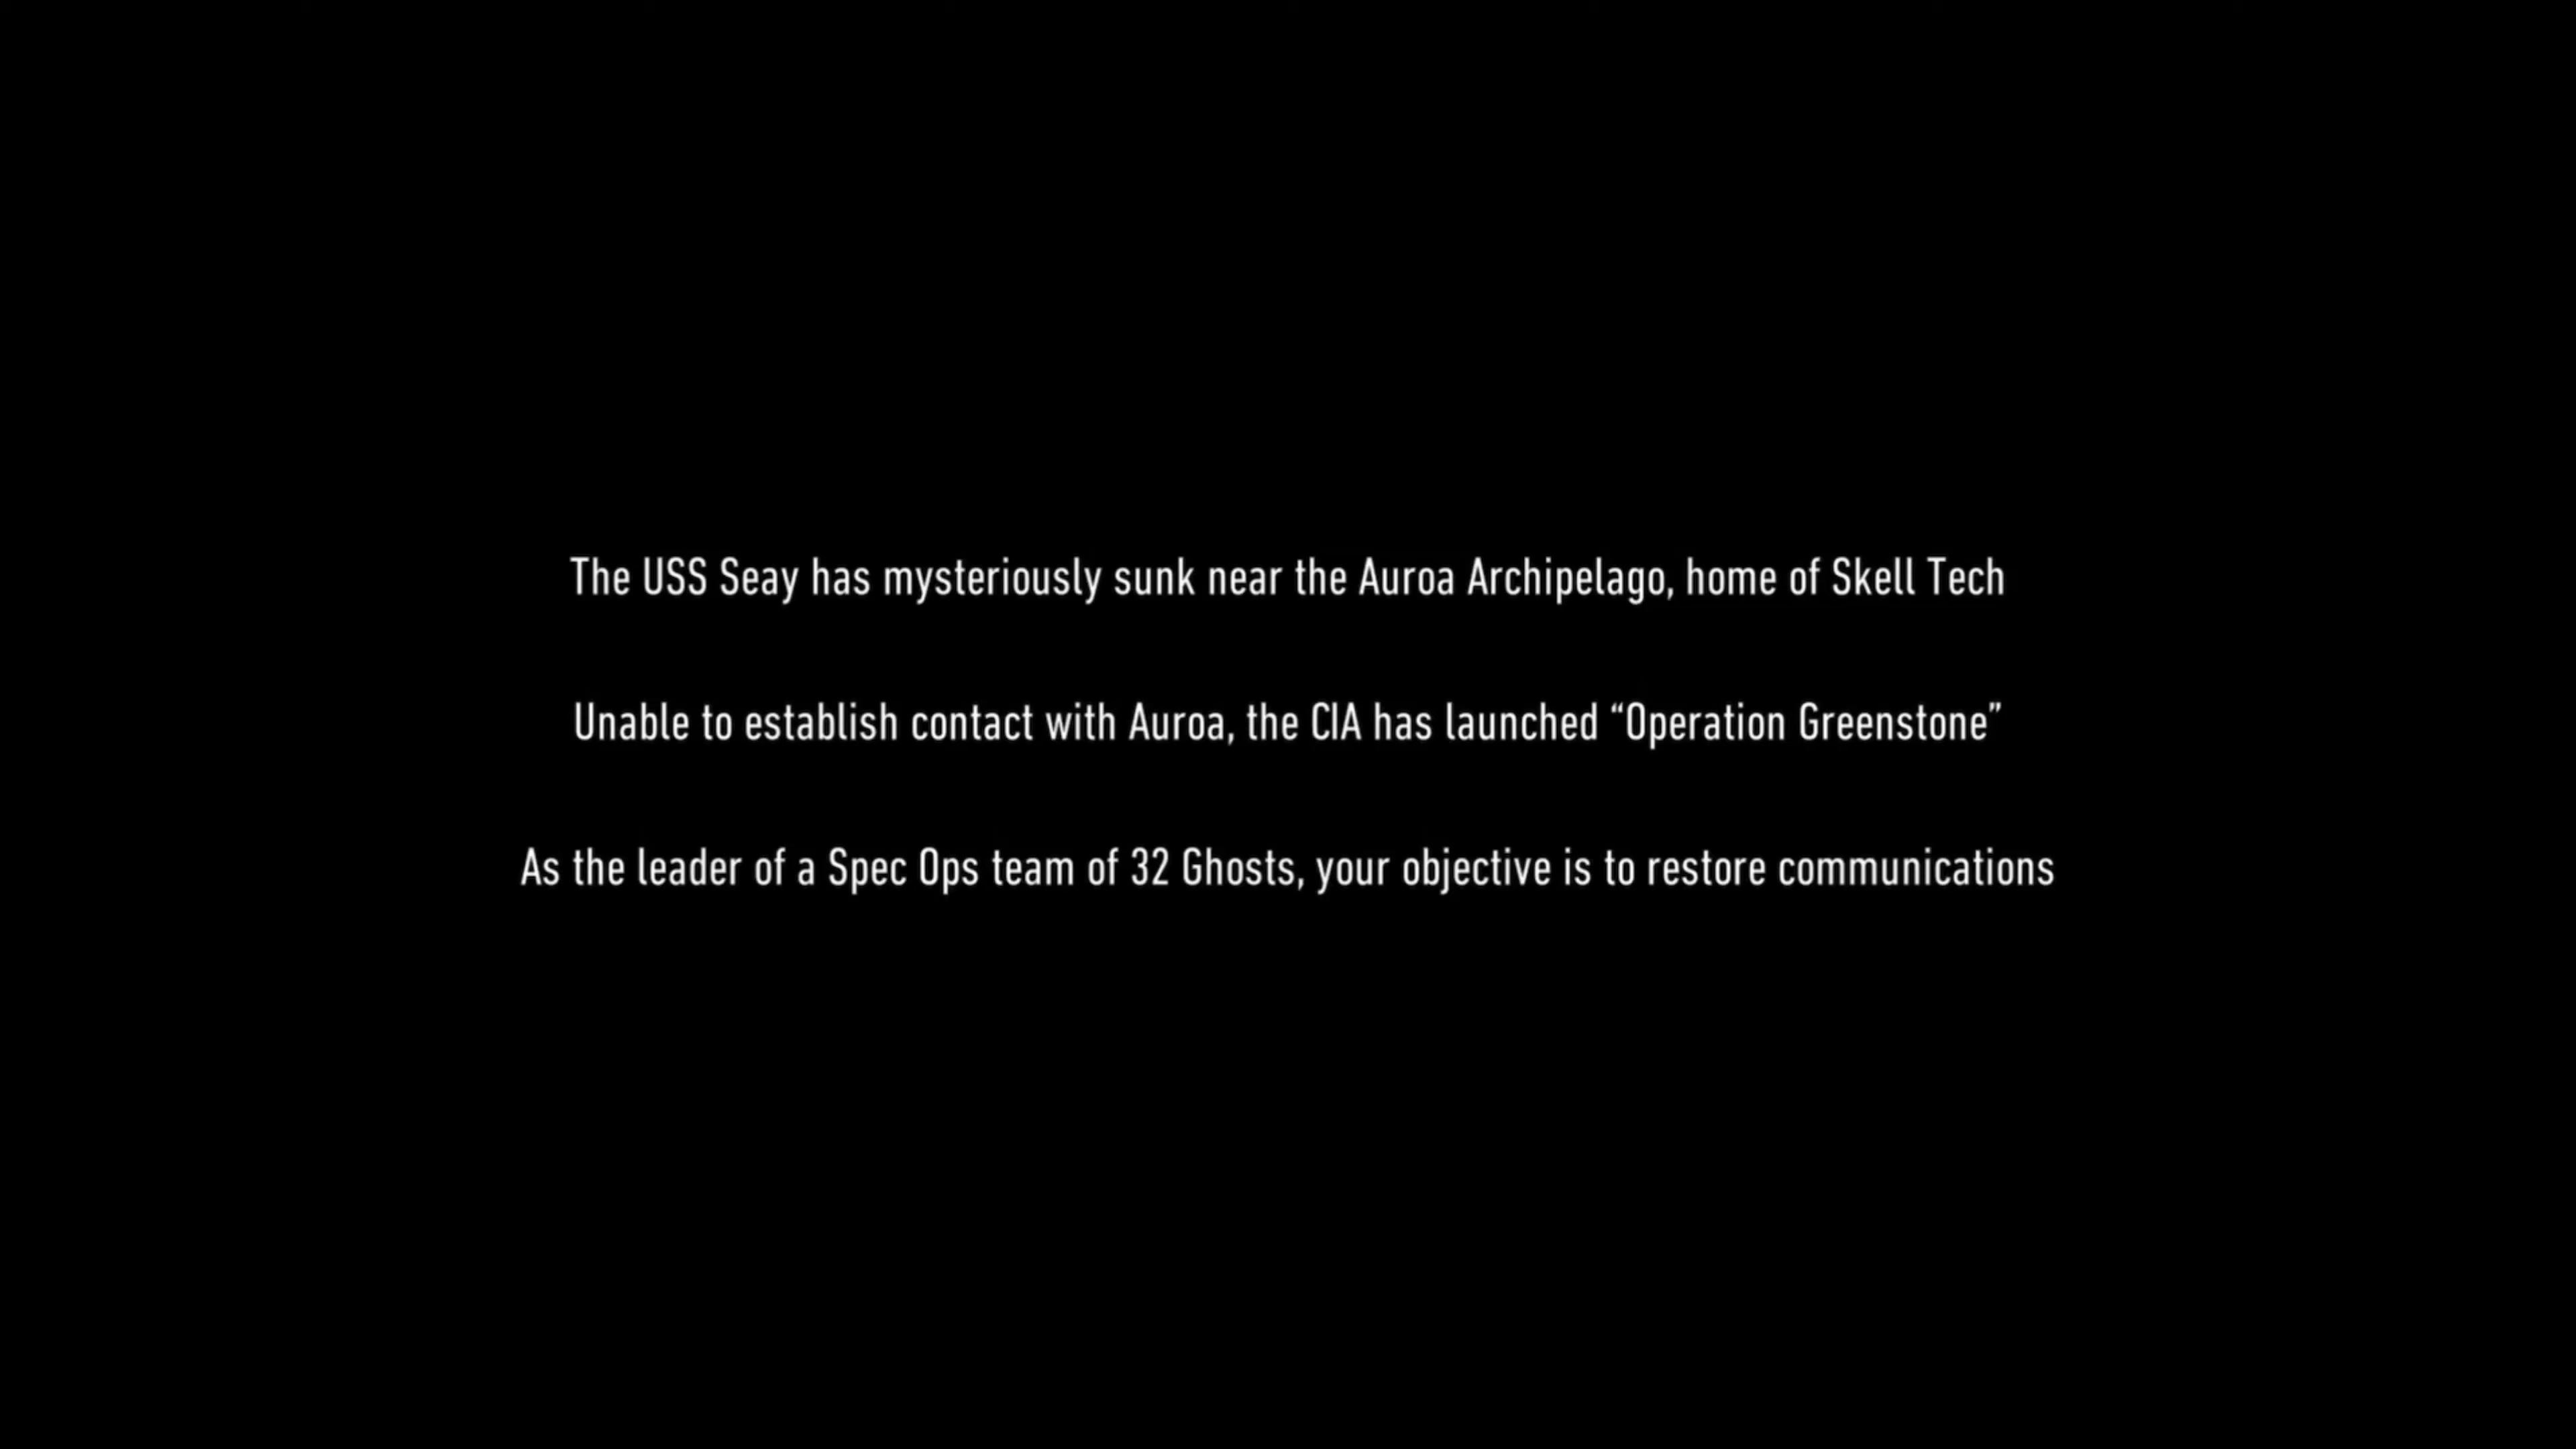 The USS Seay has mysteriously sunk near the Auroa Archipelago, home of Skell Tech
Unable to establish contact with Auroa, the CIA has launched “Operation Greenstone”
As the leader of a Spec Ops team of 32 Ghosts, your objective is to restore communications